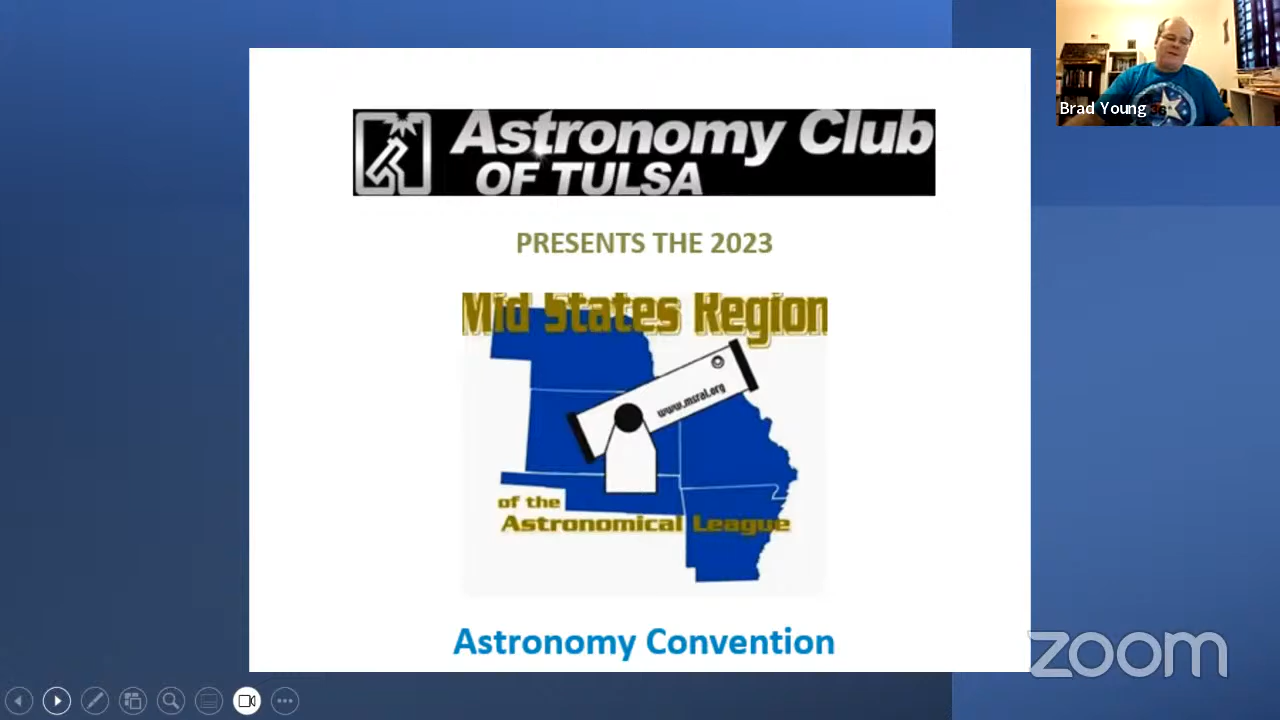 Astronomy Club
OF TULSA
PRESENTS THE 2023
Mid States Region
www.msral.org
of the
Astronomical League
Astronomy Convention
Brad Young
zoom